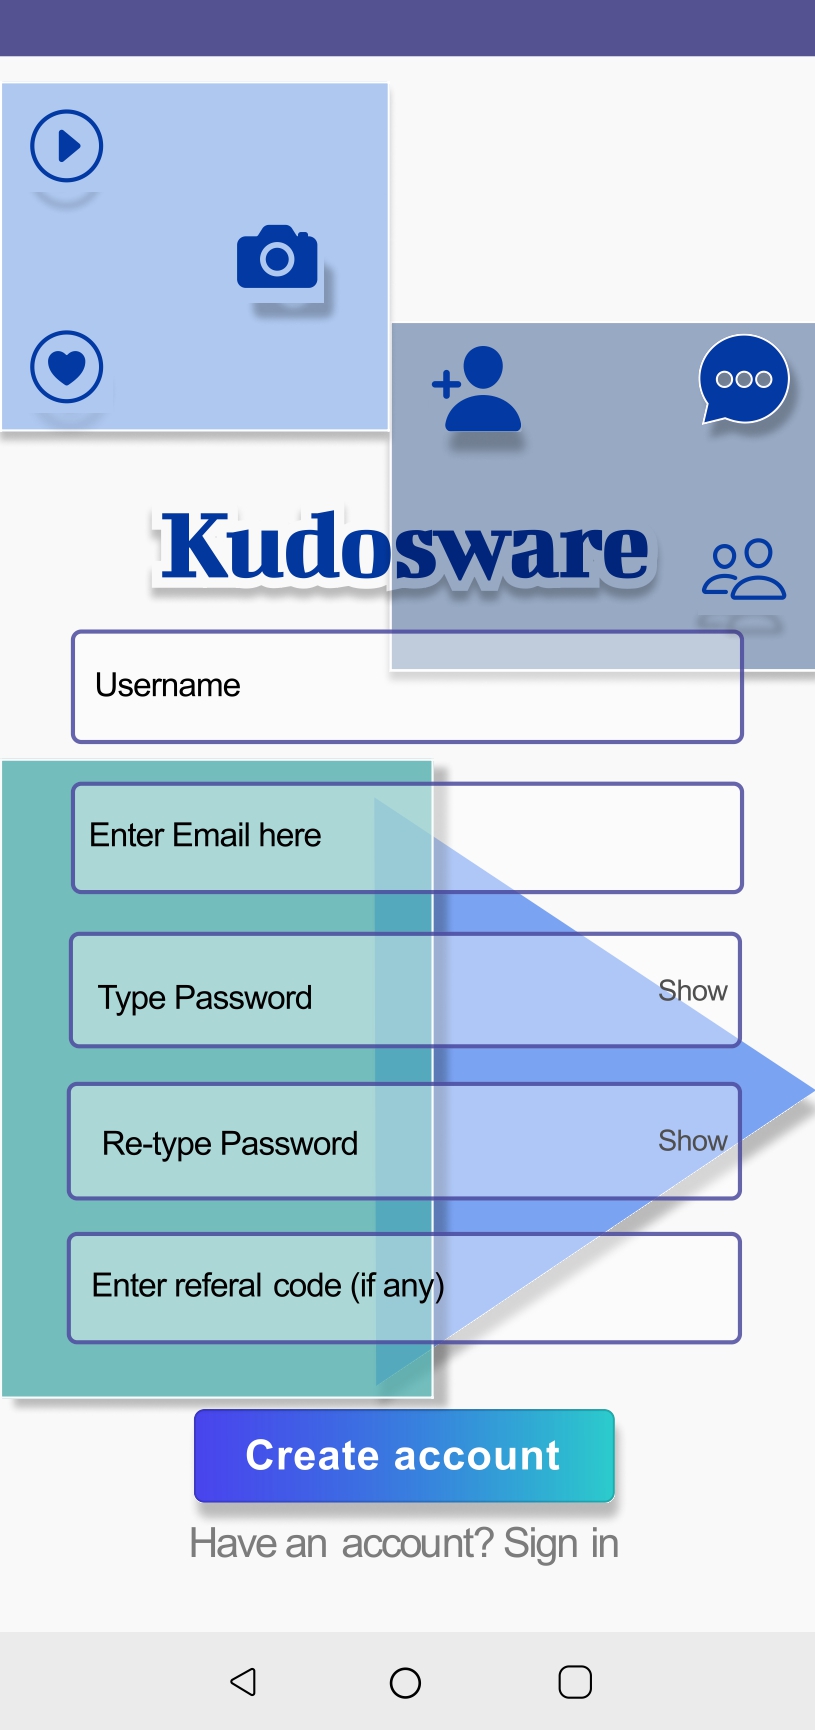 Kudosware
Username
Enter Email here
Type Password
Show
Re-type Password
Show
Enter referal code (if any)
Create account
Have an account? Sign in